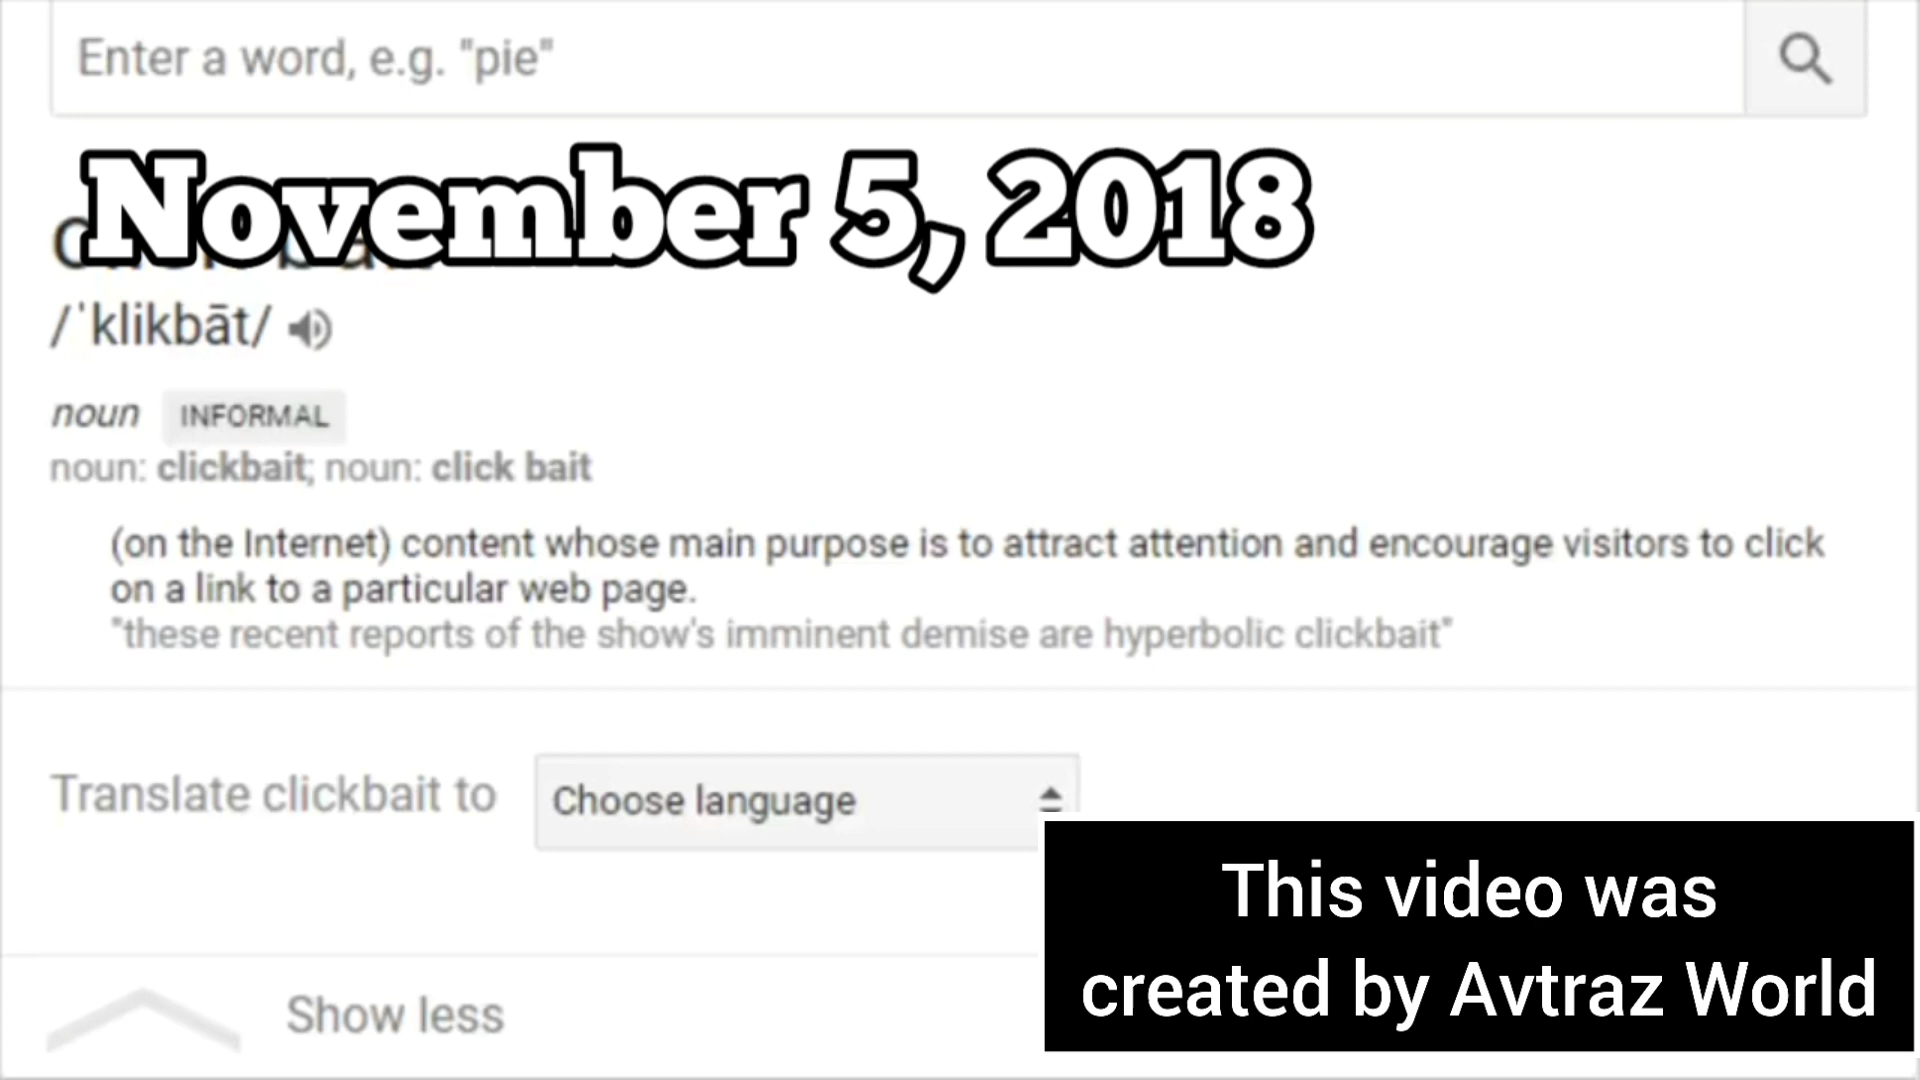 Enter a word, e.g. "pie"
November 5, 2018
/ˈklikbāt/
noun INFORMAL
noun: clickbait; noun: click bait
(on the Internet) content whose main purpose is to attract attention and encourage visitors to click
on a link to a particular web page.
"these recent reports of the show's imminent demise are hyperbolic clickbait"
Translate clickbait to Choose language
Show less
This video was
created by Avtraz World